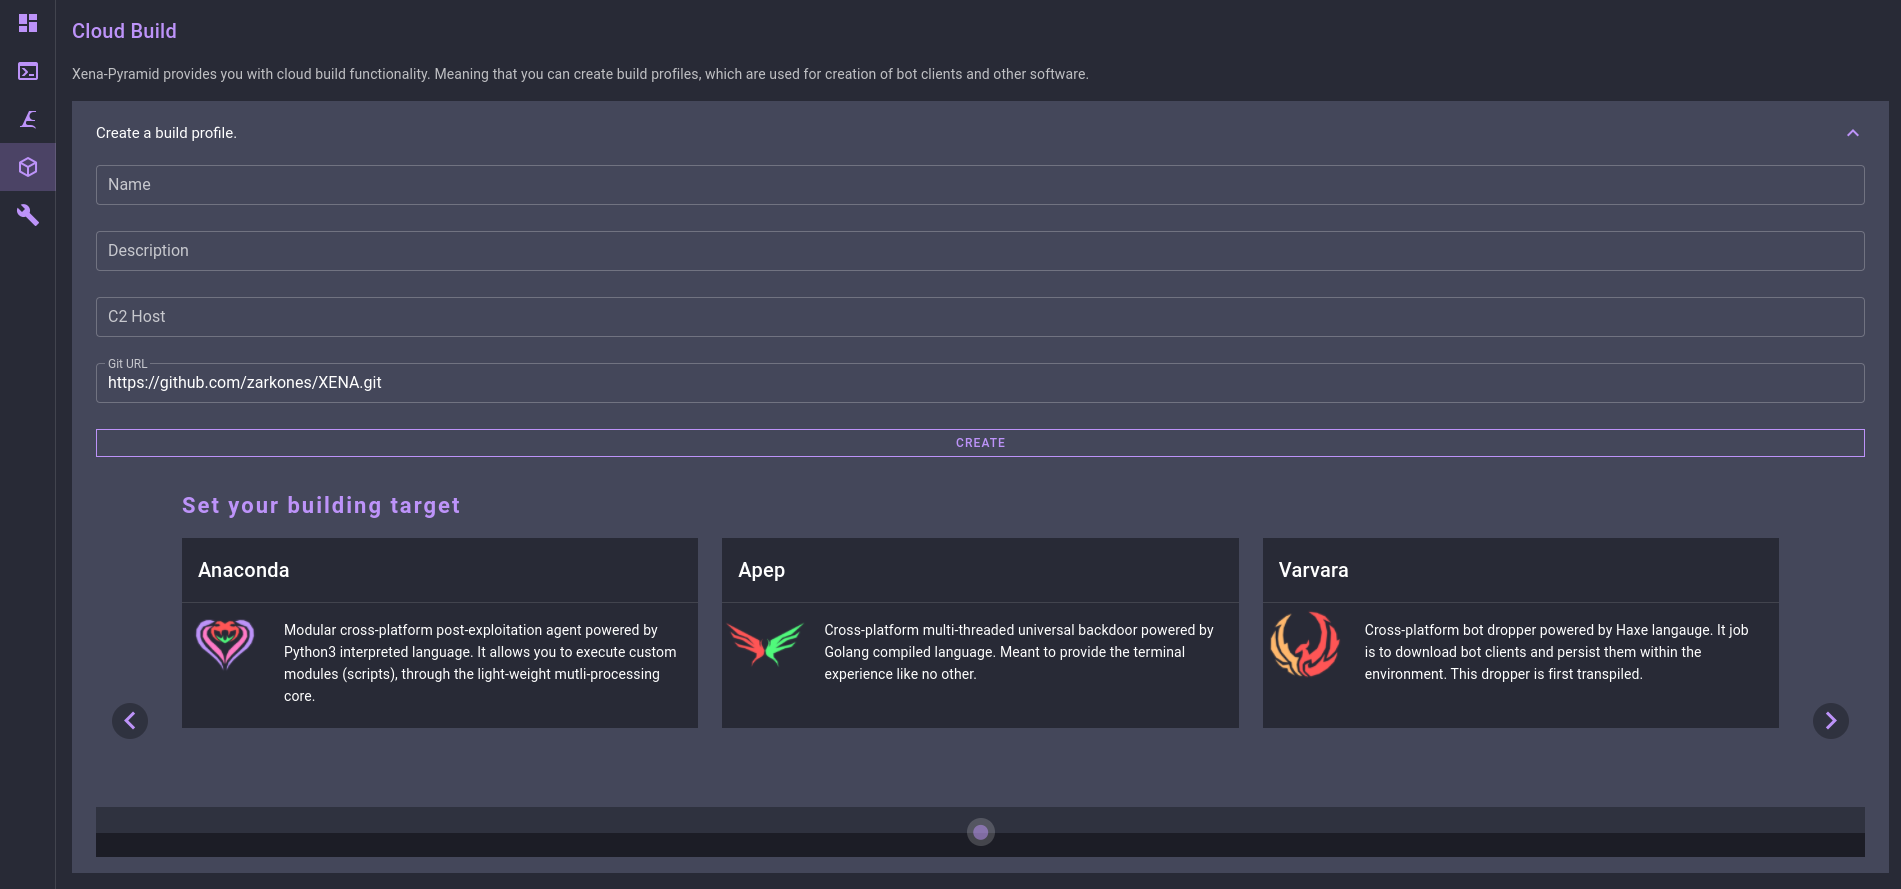 Cloud Build
Xena-Pyramid provides you with cloud build functionality. Meaning that you can create build profiles, which are used for creation of bot clients and other software.
Create a build profile.
Name
Description
C2 Host
Git URL
https://github.com/zarkones/XENA.git
CREATE
Set your building target
Anaconda
Modular cross-platform post-exploitation agent powered by
Python3 interpreted language. It allows you to execute custom
modules (scripts), through the light-weight mutli-processing
core.
Apep
Cross-platform multi-threaded universal backdoor powered by
Golang compiled language. Meant to provide the terminal
experience like no other.
Varvara
Cross-platform bot dropper powered by Haxe langauge. It job
is to download bot clients and persist them within the
environment. This dropper is first transpiled.